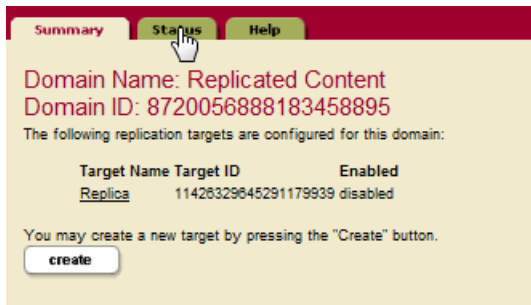 Summary Status Help
Domain Name: Replicated Content
Domain ID: 8720056888183458895
The following replication targets are configured for this domain:
Target Name Target ID Enabled
Replica 11426329645291179939 disabled
You may create a new target by pressing the "Create" button.
create